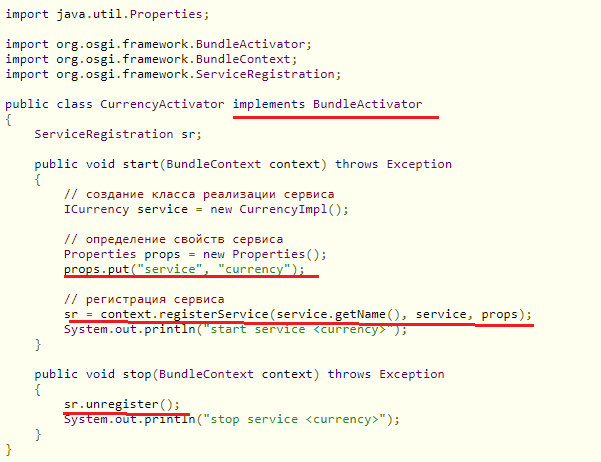 import java.util.Properties;
import org.osgi.framework.BundleActivator;
import org.osgi.framework.BundleContext;
import org.osgi.framework.ServiceRegistration;
public class CurrencyActivator implements BundleActivator
{
    ServiceRegistration sr;
    public void start(BundleContext context) throws Exception
    {
        // создание класса реализации сервиса
        ICurrency service = new CurrencyImpl();
        // определение свойств сервиса
        Properties props = new Properties();
        props.put("service", "currency");
        // регистрация сервиса
        sr = context.registerService(service.getName(), service, props);
        System.out.println("start service <currency>");
    }
    public void stop(BundleContext context) throws Exception
    {
        sr.unregister();
        System.out.println("stop service <currency>");
    }
}